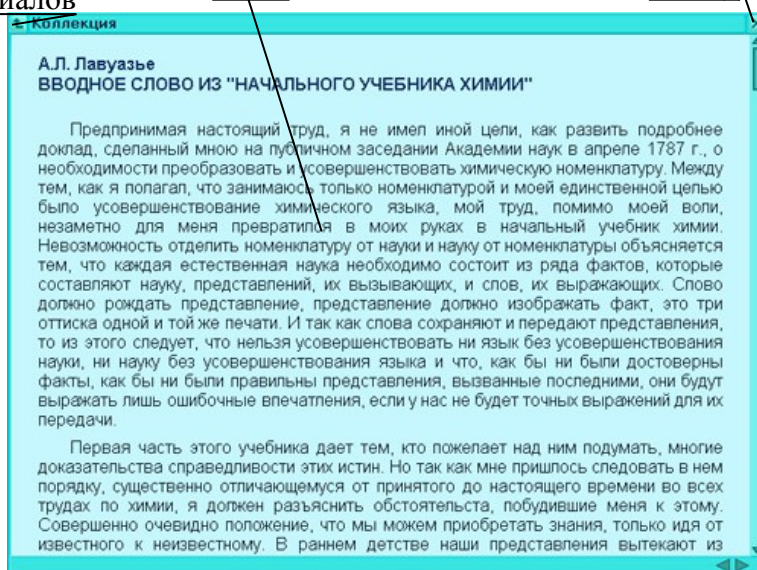 иалов
Коллекция
А.Л. Лавуазье
ВВОДНОЕ СЛОВО ИЗ "НАЧАЛЬНОГО УЧЕБНИКА ХИМИИ"
Предпринимая настоящий труд, я не имел иной цели, как развить подробнее
доклад, сделанный мною на публичном заседании Академии наук в апреле 1787 г., о
необходимости преобразовать и усовершенствовать химическую номенклатуру. Между
тем, как я полагал, что занимаюсь только номенклатурой и моей единственной целью
было усовершенствование химического языка, мой труд, помимо моей воли,
незаметно для меня превратился в моих руках в начальный учебник химии.
Невозможность отделить номенклатуру от науки и науку от номенклатуры объясняется
тем, что каждая естественная наука необходимо состоит из ряда фактов, которые
составляют науку, представлений, их вызывающих, и слов, их выражающих. Слово
должно рождать представление, представление должно изображать факт, это три
оттиска одной и той же печати. И так как слова сохраняют и передают представления,
то из этого следует, что нельзя усовершенствовать ни язык без усовершенствования
науки, ни науку без усовершенствования языка и что, как бы ни были достоверны
факты, как бы ни были правильны представления, вызванные последними, они будут
выражать лишь ошибочные впечатления, если у нас не будет точных выражений для их
передачи.
Первая часть этого учебника дает тем, кто пожелает над ним подумать, многие
доказательства справедливости этих истин. Но так как мне пришлось следовать в нем
порядку, существенно отличающемуся от принятого до настоящего времени во всех
трудах по химии, я должен разъяснить обстоятельства, побудившие меня к этому.
Совершенно очевидно положение, что мы можем приобретать знания, только идя от
известного к неизвестному. В раннем детстве наши представления вытекают из